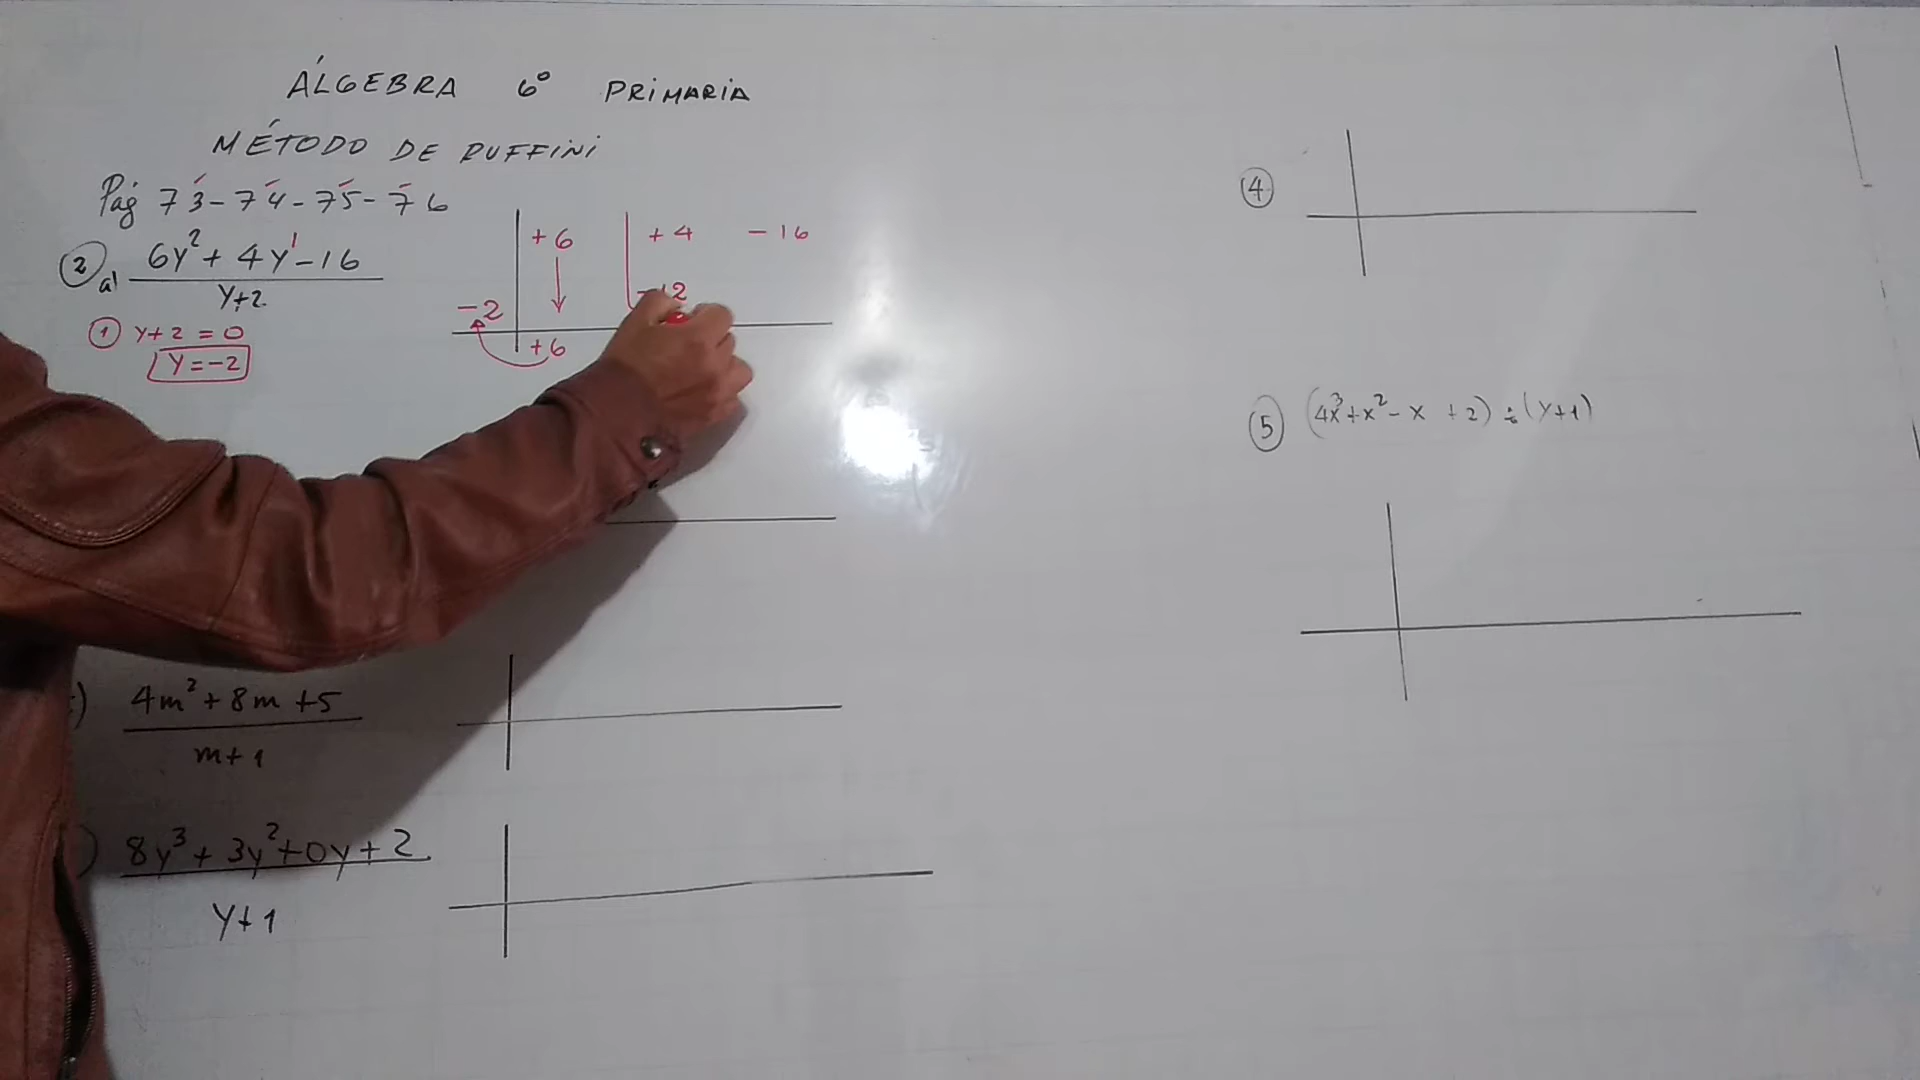 ÁLGEBRA 6º PRIMARIA
MÉTODO DE RUFFINI
Pág 73-74-75-76
② a) 6y² + 4y¹ - 16
y+2
① y+2 = 0
y = -2
+6 +4 -16
-2 -12
+6
4m² + 8m + 5
m+1
8y³ + 3y² + 0y + 2
y+1
④
⑤ (4x³+x²- x +2) ÷ (y+1)